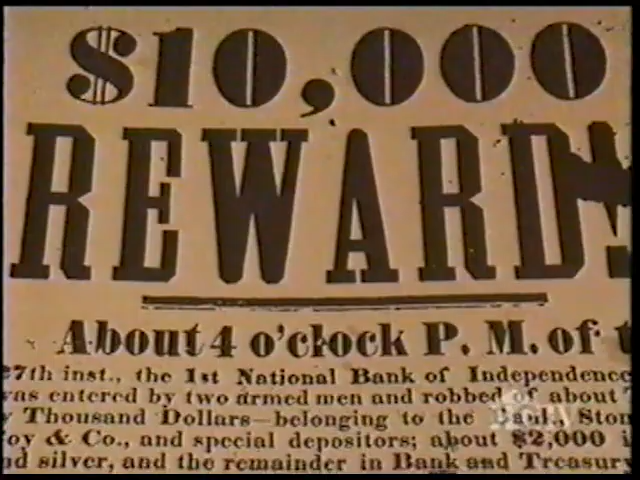 $10,000
REWARD!
About 4 o'clock P. M. of t
27th inst., the 1st National Bank of Independence
was entered by two armed men and robbed of about
Thousand Dollars—belonging to the Bank, Ston
oy & Co., and special depositors; about $2,000 i
nd silver, and the remainder in Bank and Treasury